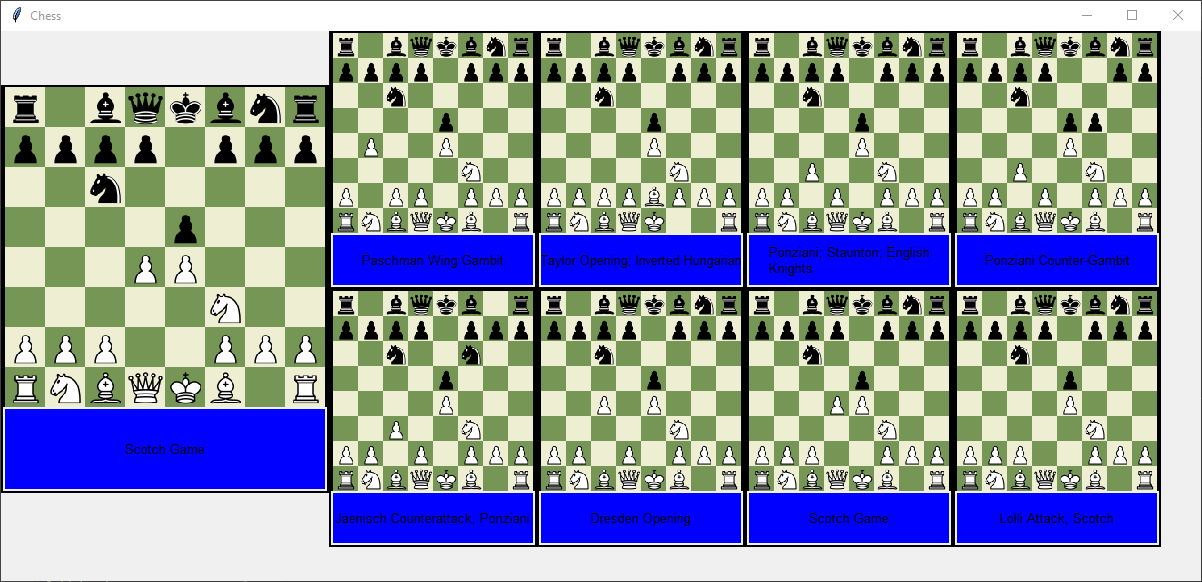 Chess
Scotch Game
Paschman Wing Gambit
Taylor Opening; Inverted Hungarian
Ponziani; Staunton; English
Knights
Ponziani Counter Gambit
Jaenisch Counterattack, Ponziani
Dresden Opening
Scotch Game
Lolli Attack, Scotch